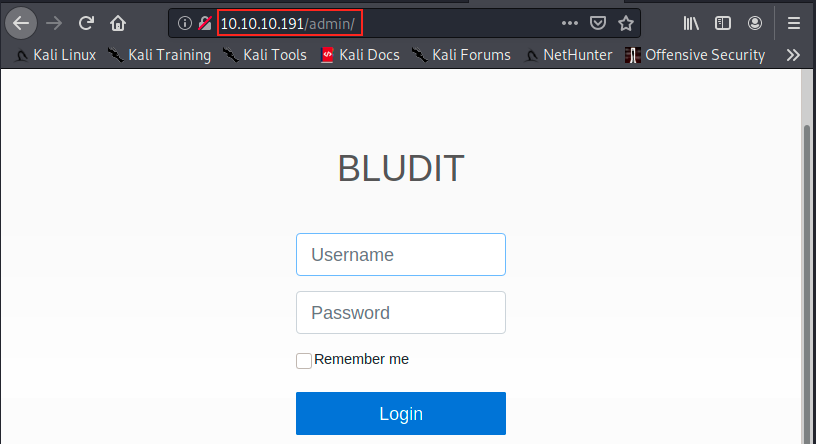 10.10.10.191/admin/
Kali Linux Kali Training Kali Tools Kali Docs Kali Forums NetHunter Offensive Security
BLUDIT
Username
Password
Remember me
Login